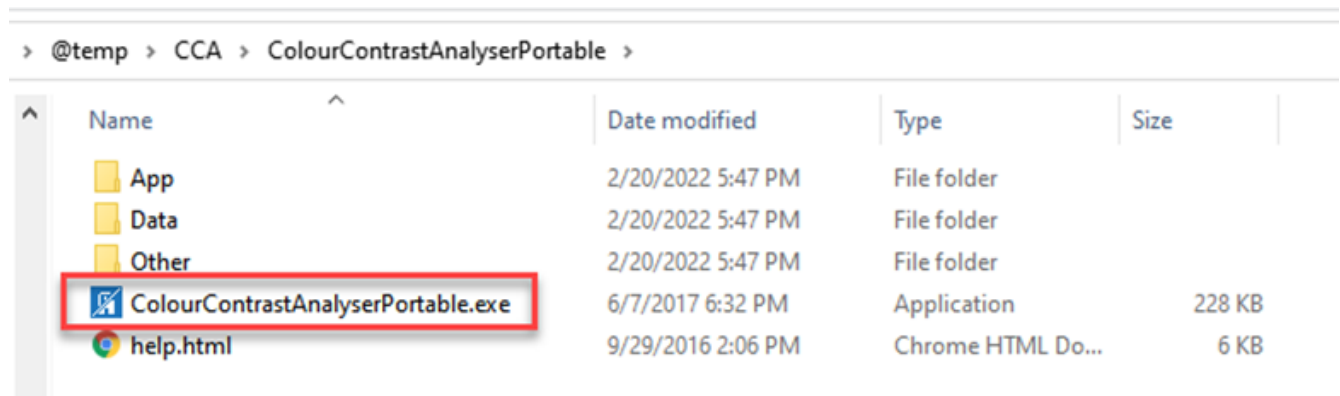 › @temp › CCA › ColourContrastAnalyserPortable ›
Name Date modified Type Size
App 2/20/2022 5:47 PM File folder
Data 2/20/2022 5:47 PM File folder
Other 2/20/2022 5:47 PM File folder
ColourContrastAnalyserPortable.exe 6/7/2017 6:32 PM Application 228 KB
help.html 9/29/2016 2:06 PM Chrome HTML Do... 6 KB